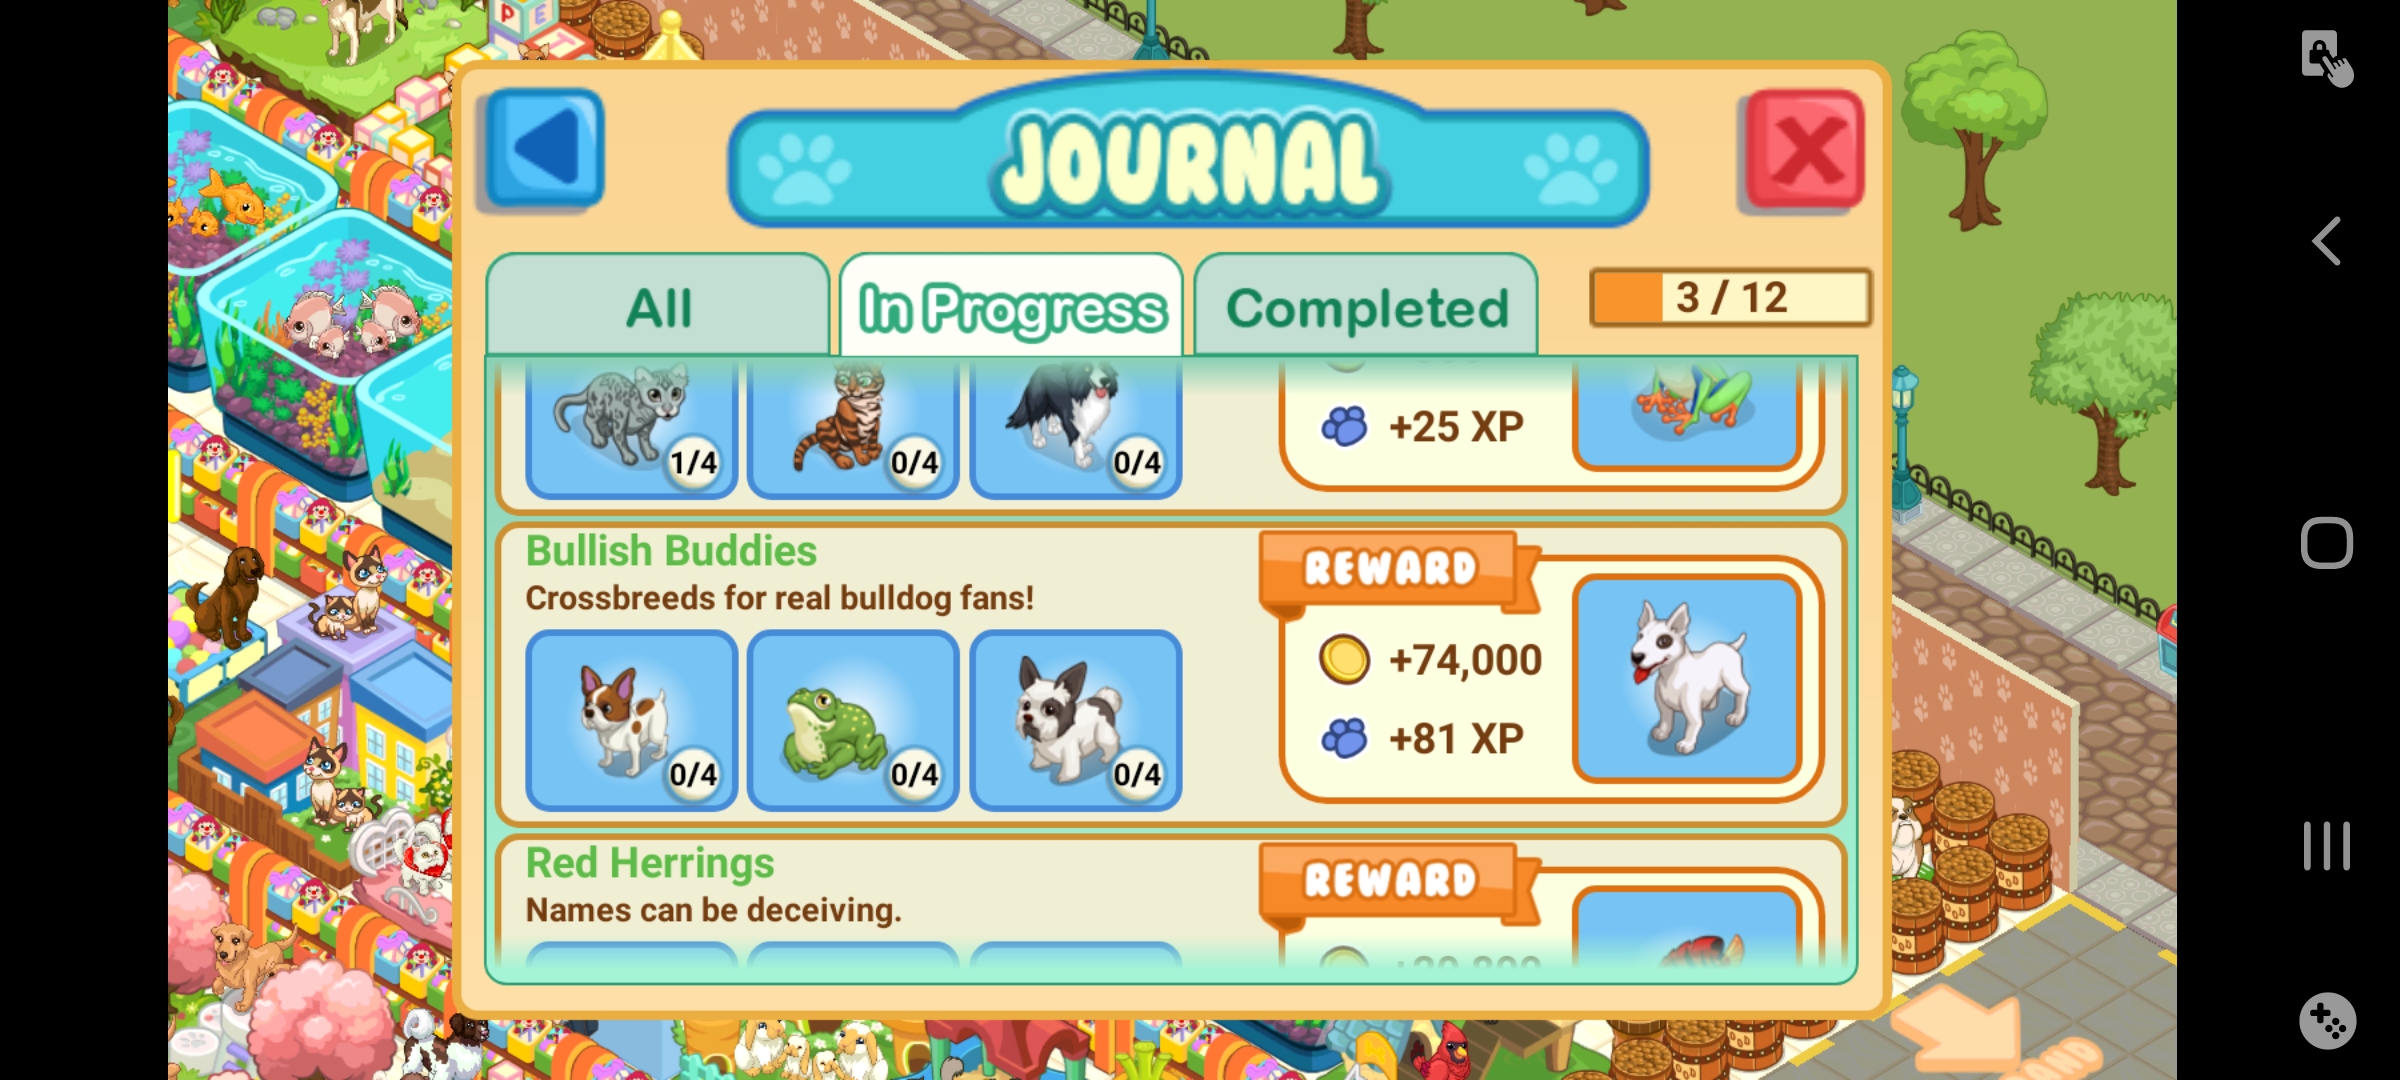 JOURNAL
All
In Progress
Completed
3 / 12
+25 XP
1/4
0/4
0/4
Bullish Buddies
Crossbreeds for real bulldog fans!
REWARD
+74,000
+81 XP
0/4
0/4
0/4
Red Herrings
Names can be deceiving.
REWARD